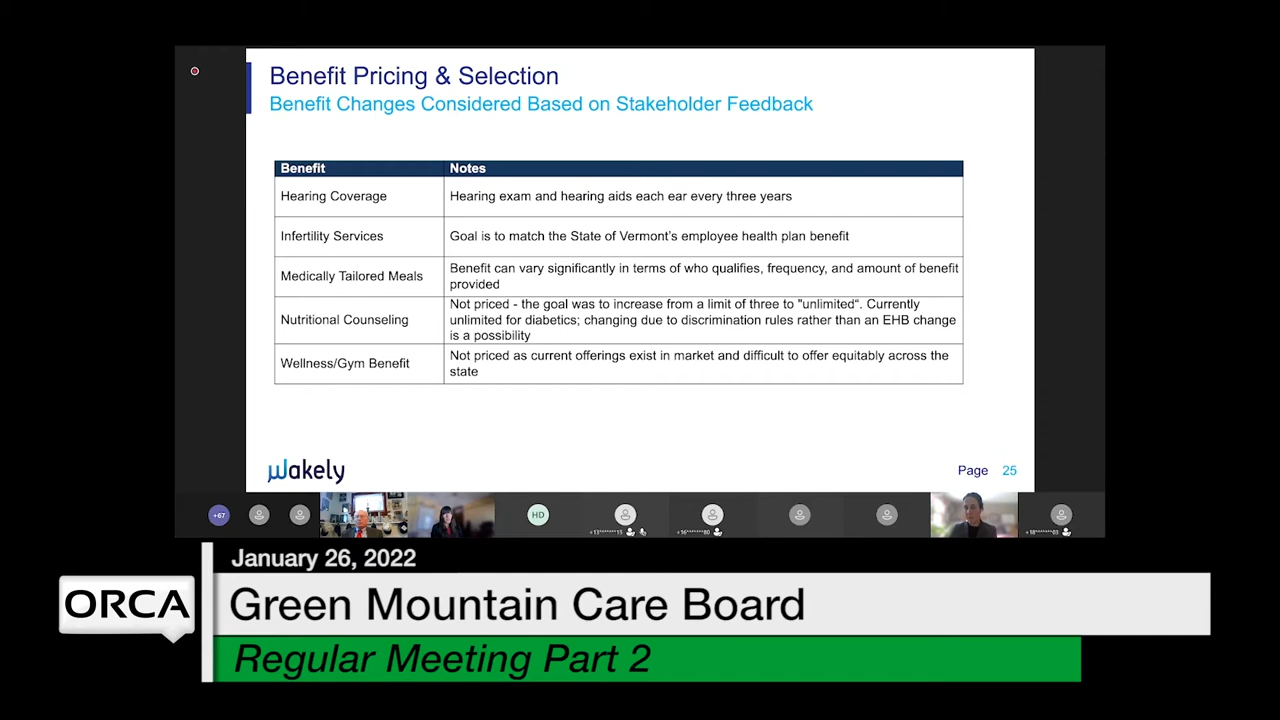 Benefit Pricing & Selection
Benefit Changes Considered Based on Stakeholder Feedback
Benefit Notes
Hearing Coverage Hearing exam and hearing aids each ear every three years
Infertility Services Goal is to match the State of Vermont's employee health plan benefit
Medically Tailored Meals Benefit can vary significantly in terms of who qualifies, frequency, and amount of benefit
provided
Nutritional Counseling Not priced - the goal was to increase from a limit of three to "unlimited“. Currently
unlimited for diabetics; changing due to discrimination rules rather than an EHB change
is a possibility
Wellness/Gym Benefit Not priced as current offerings exist in market and difficult to offer equitably across the
state
wakely
Page 25
+67
HD
January 26, 2022
ORCA
Green Mountain Care Board
Regular Meeting Part 2